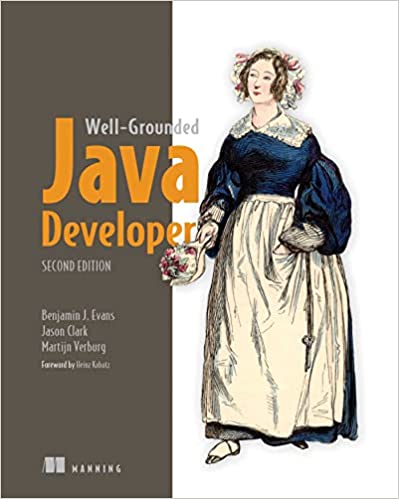 Well-Grounded
Java
Developer
SECOND EDITION
Benjamin J. Evans
Jason Clark
Martijn Verburg
Foreword by Heinz Kabutz
MANNING